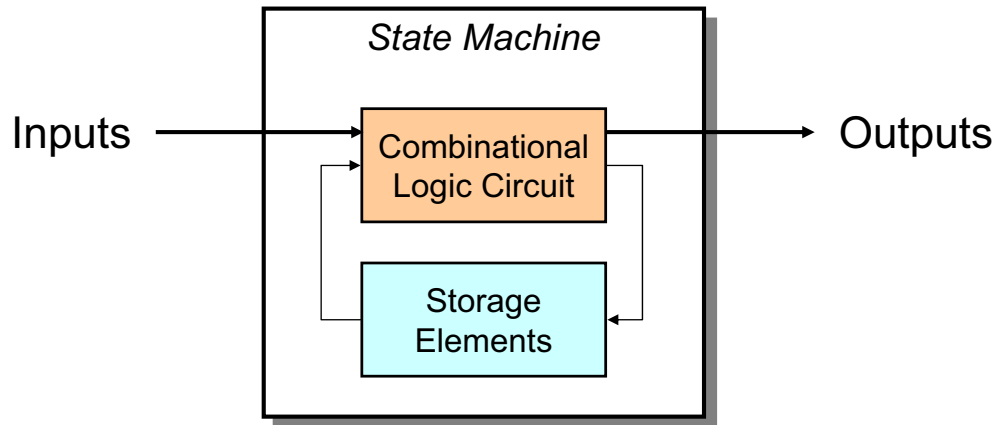 State Machine
Inputs
Combinational
Logic Circuit
Outputs
Storage
Elements